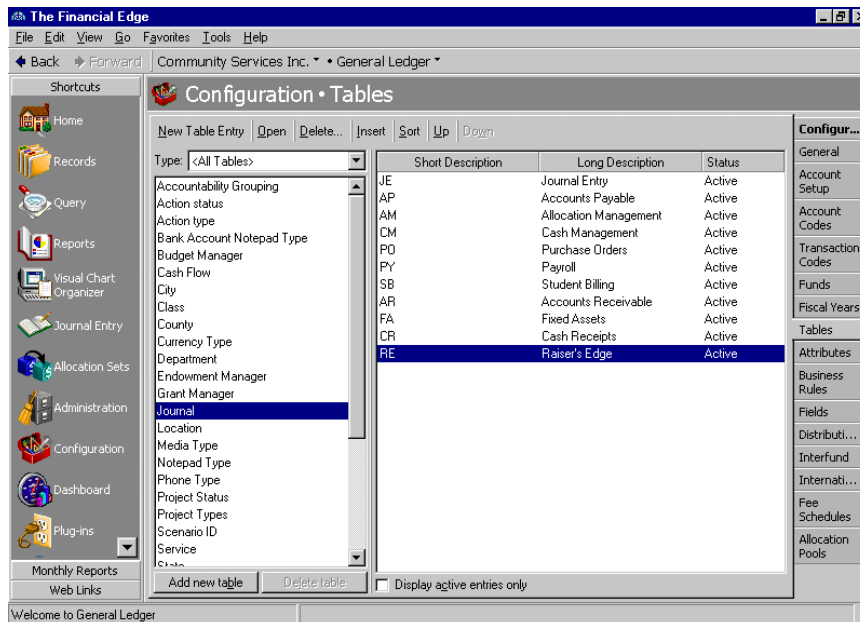 The Financial Edge
File Edit View Go Favorites Tools Help
Back Forward Community Services Inc. • General Ledger
Shortcuts
Home
Records
Query
Reports
Visual Chart
Organizer
Journal Entry
Allocation Sets
Administration
Configuration
Dashboard
Plug-ins
Monthly Reports
Web Links
Configuration • Tables
New Table Entry Open Delete... Insert Sort Up Down
Type: <All Tables>
Accountability Grouping
Action status
Action type
Bank Account Notepad Type
Budget Manager
Cash Flow
City
Class
County
Currency Type
Department
Endowment Manager
Grant Manager
Journal
Location
Media Type
Notepad Type
Phone Type
Project Status
Project Types
Scenario ID
Service
State
Add new table Delete table
Short Description Long Description Status
JE Journal Entry Active
AP Accounts Payable Active
AM Allocation Management Active
CM Cash Management Active
PO Purchase Orders Active
PY Payroll Active
SB Student Billing Active
AR Accounts Receivable Active
FA Fixed Assets Active
CR Cash Receipts Active
RE Raiser's Edge Active
Display active entries only
Configur...
General
Account
Setup
Account
Codes
Transaction
Codes
Funds
Fiscal Years
Tables
Attributes
Business
Rules
Fields
Distributi...
Interfund
Internati...
Fee
Schedules
Allocation
Pools
Welcome to General Ledger